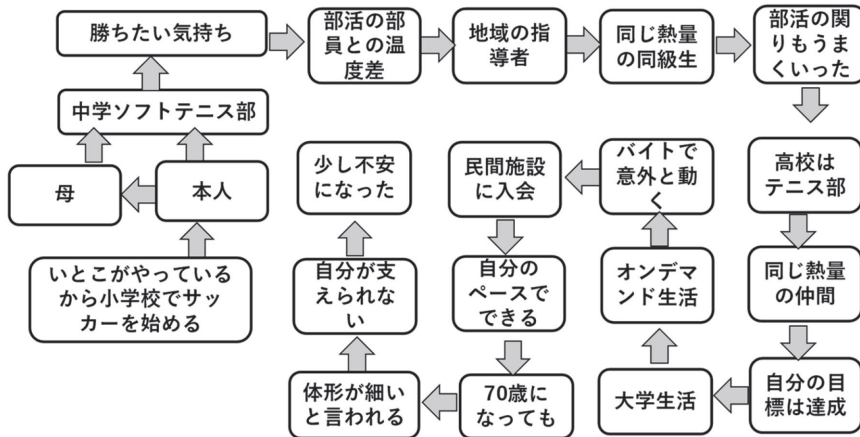 勝ちたい気持ち
部活の部
員との温
度差
地域の指
導者
同じ熱量
の同級生
部活の関
りもうま
くいった
中学ソフトテニス部
母
本人
いとこがやっている
から小学校でサッ
カーを始める
高校は
テニス部
同じ熱量
の仲間
自分の目
標は達成
大学生活
オンデマ
ンド生活
バイトで
意外と動
く
民間施設
に入会
自分の
ペースで
できる
70歳に
なっても
体形が細い
と言われる
自分が支
えられな
い
少し不安
になった